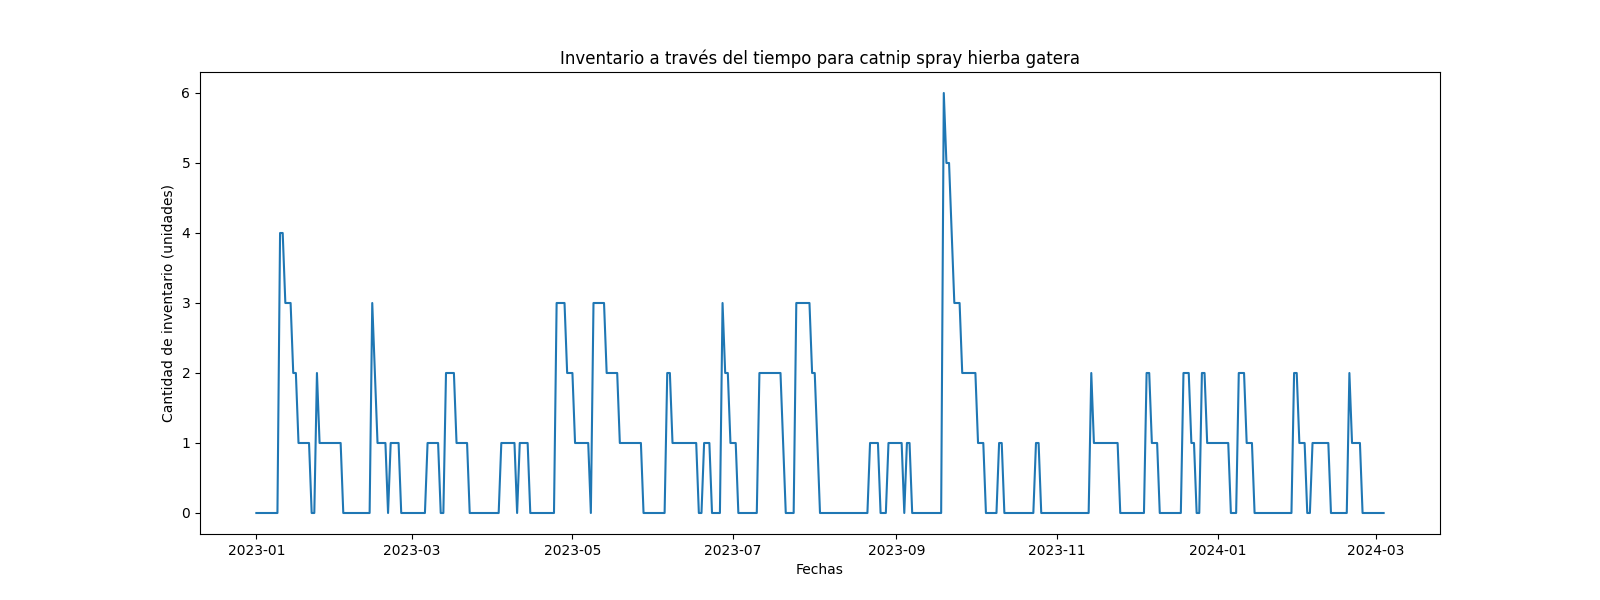 Inventario a través del tiempo para catnip spray hierba gatera
Cantidad de inventario (unidades)
6
5
4
3
2
1
0
2023-01 2023-03 2023-05 2023-07 2023-09 2023-11 2024-01 2024-03
Fechas